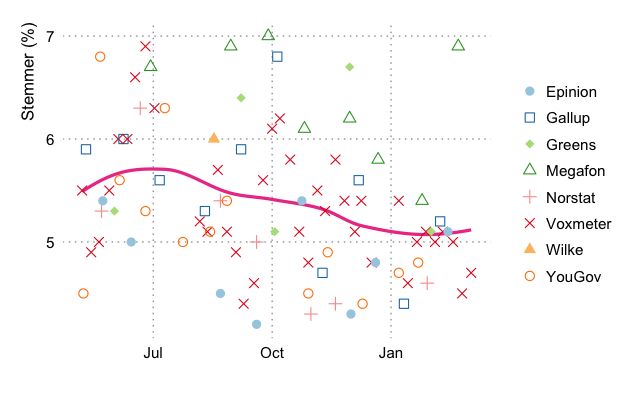 Stemmer (%)
7
6
5
Jul
Oct
Jan
Epinion
Gallup
Greens
Megafon
Norstat
Voxmeter
Wilke
YouGov